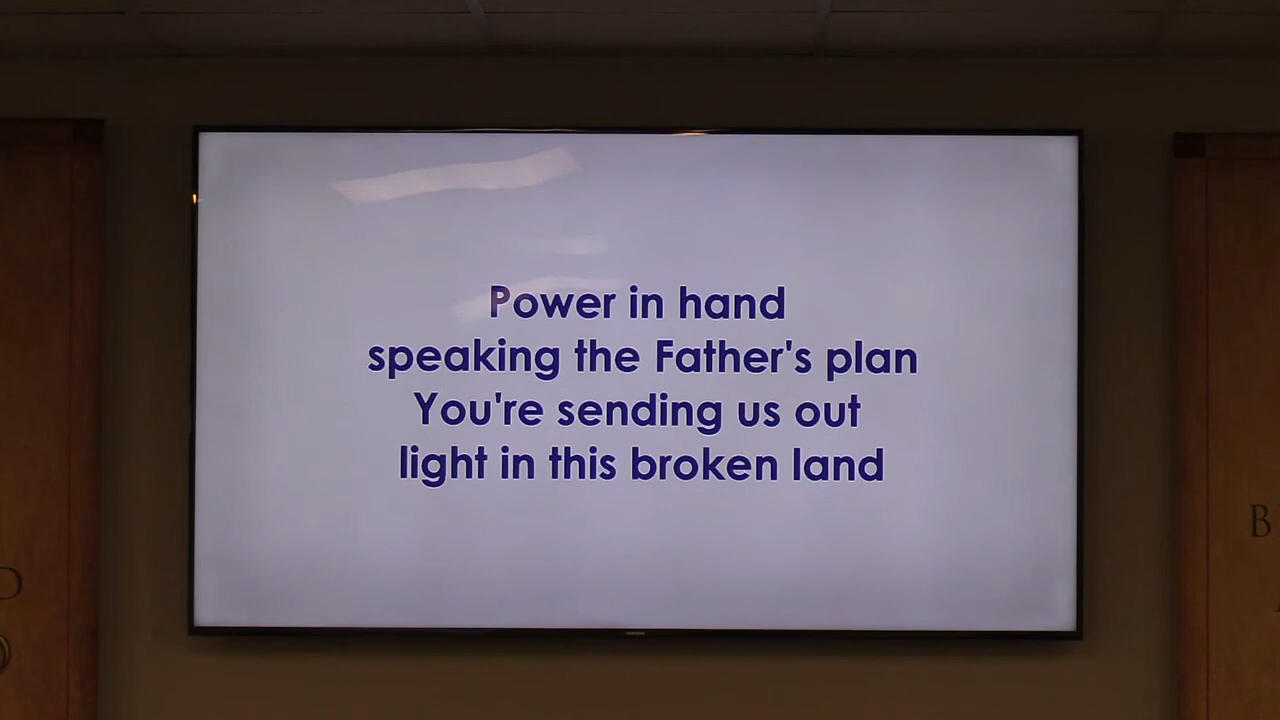 Power in hand
speaking the Father's plan
You're sending us out
light in this broken land